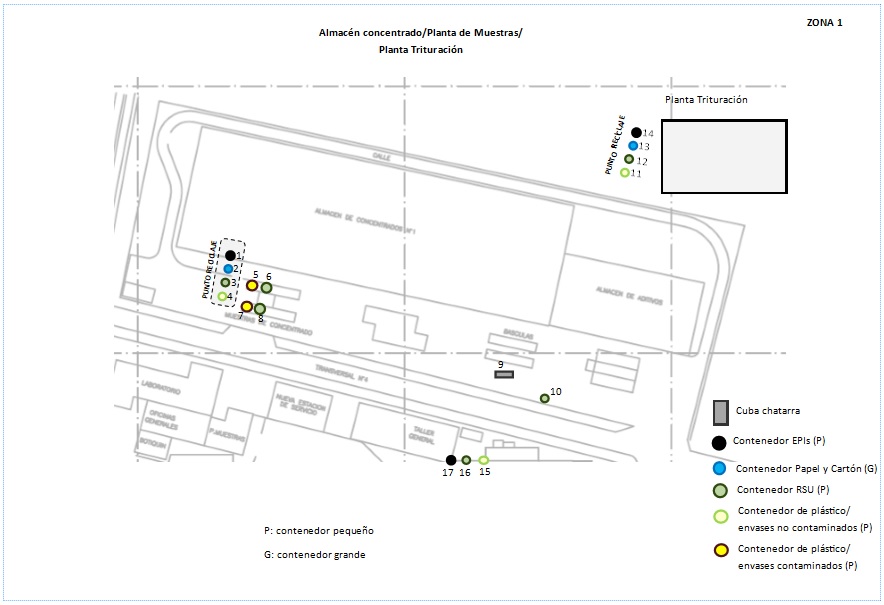 ZONA 1
Almacén concentrado/Planta de Muestras/
Planta Trituración
Planta Trituración
PUNTO RECICLAJE
14
13
12
11
CALLE
ALMACEN DE CONCENTRADOS Nº1
ALMACEN DE ADITIVOS
PUNTO RECICLAJE
1
2
3
4
5
6
7
8
MUESTRAS DE CONCENTRADO
BASCULAS
9
10
TRANSVERSAL Nº4
LABORATORIO
OFICINAS
GENERALES
BOTIQUIN
P.MUESTRAS
NUEVA ESTACION
DE SERVICIO
TALLER
GENERAL
17
16
15
Cuba chatarra
Contenedor EPIs (P)
Contenedor Papel y Cartón (G)
Contenedor RSU (P)
Contenedor de plástico/
envases no contaminados (P)
Contenedor de plástico/
envases contaminados (P)
P: contenedor pequeño
G: contenedor grande